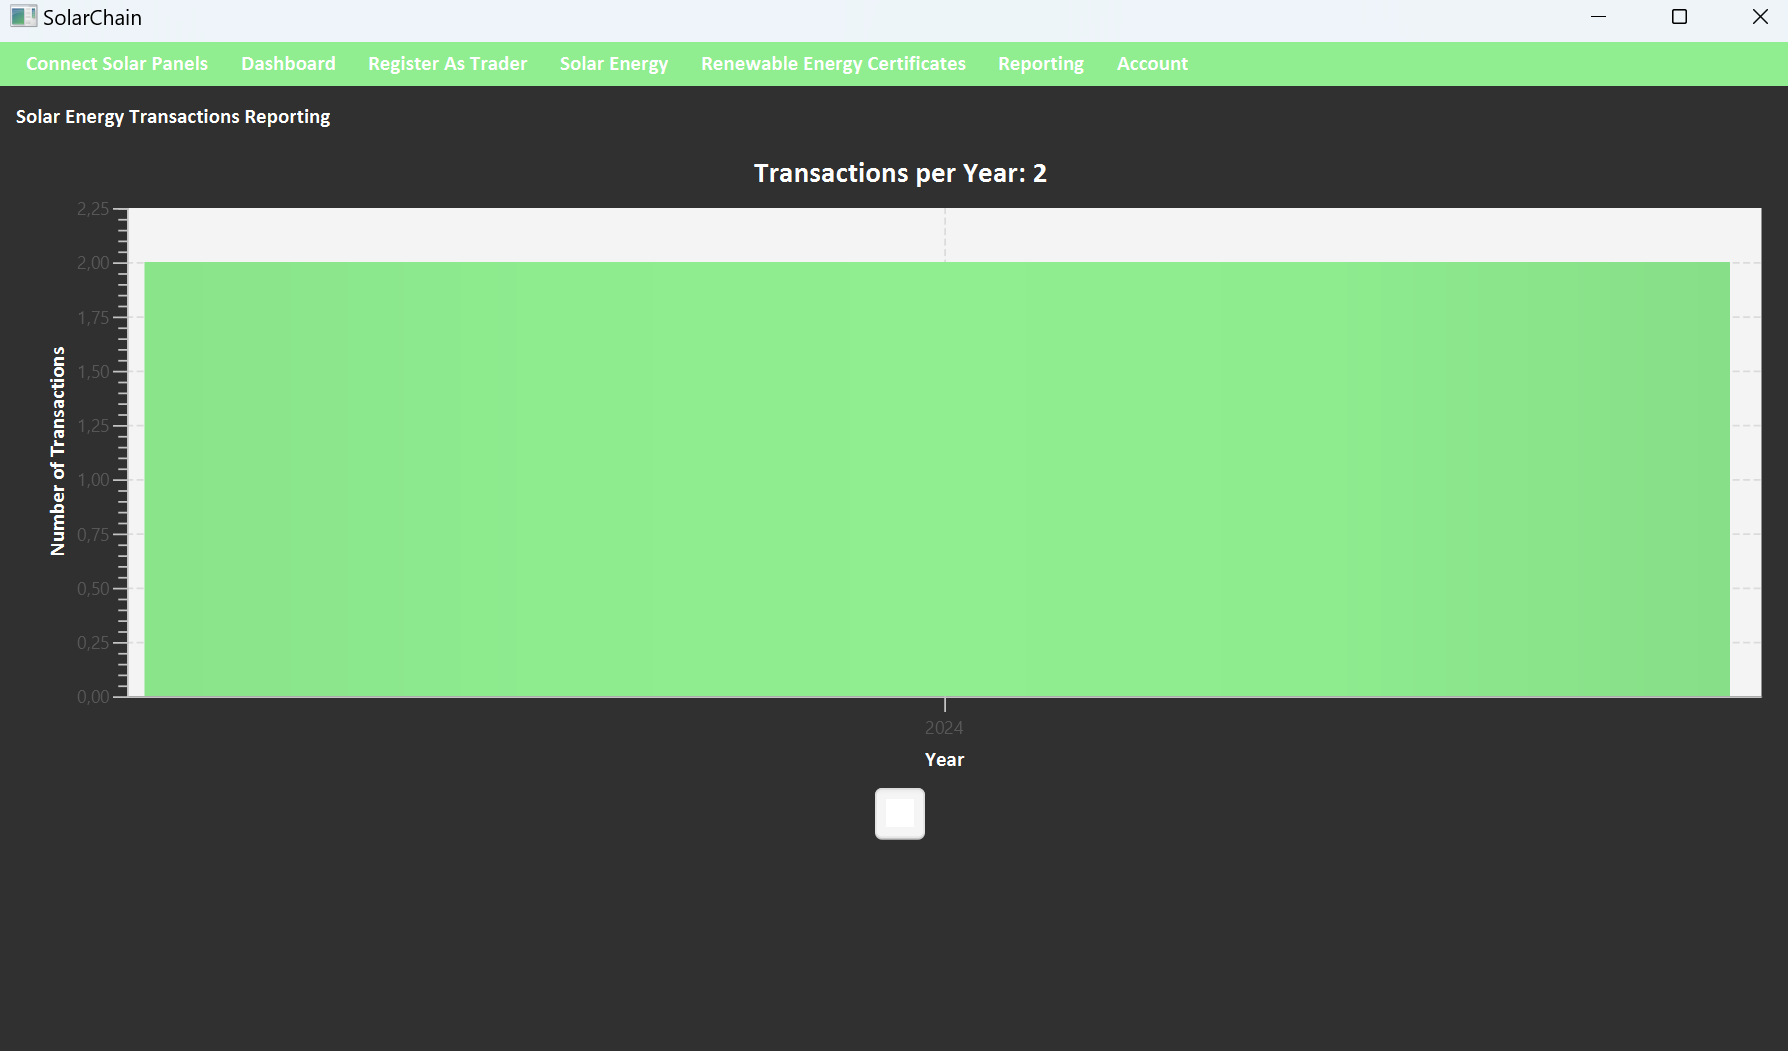 SolarChain
Connect Solar Panels Dashboard Register As Trader Solar Energy Renewable Energy Certificates Reporting Account
Solar Energy Transactions Reporting
Transactions per Year: 2
2,25
2,00
1,75
1,50
1,25
1,00
0,75
0,50
0,25
0,00
Number of Transactions
2024
Year